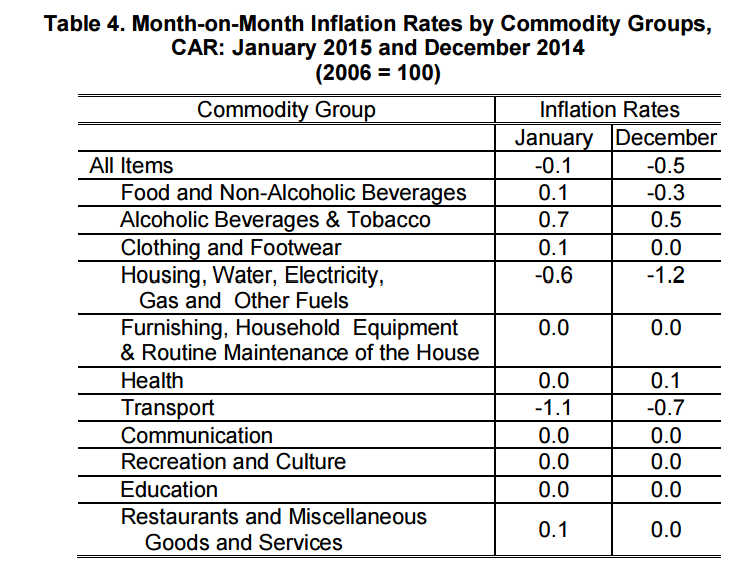 Table 4. Month-on-Month Inflation Rates by Commodity Groups,
CAR: January 2015 and December 2014
(2006 = 100)
Commodity Group Inflation Rates
January December
All Items -0.1 -0.5
Food and Non-Alcoholic Beverages 0.1 -0.3
Alcoholic Beverages & Tobacco 0.7 0.5
Clothing and Footwear 0.1 0.0
Housing, Water, Electricity, -0.6 -1.2
Gas and Other Fuels
Furnishing, Household Equipment 0.0 0.0
& Routine Maintenance of the House
Health 0.0 0.1
Transport -1.1 -0.7
Communication 0.0 0.0
Recreation and Culture 0.0 0.0
Education 0.0 0.0
Restaurants and Miscellaneous
Goods and Services 0.1 0.0